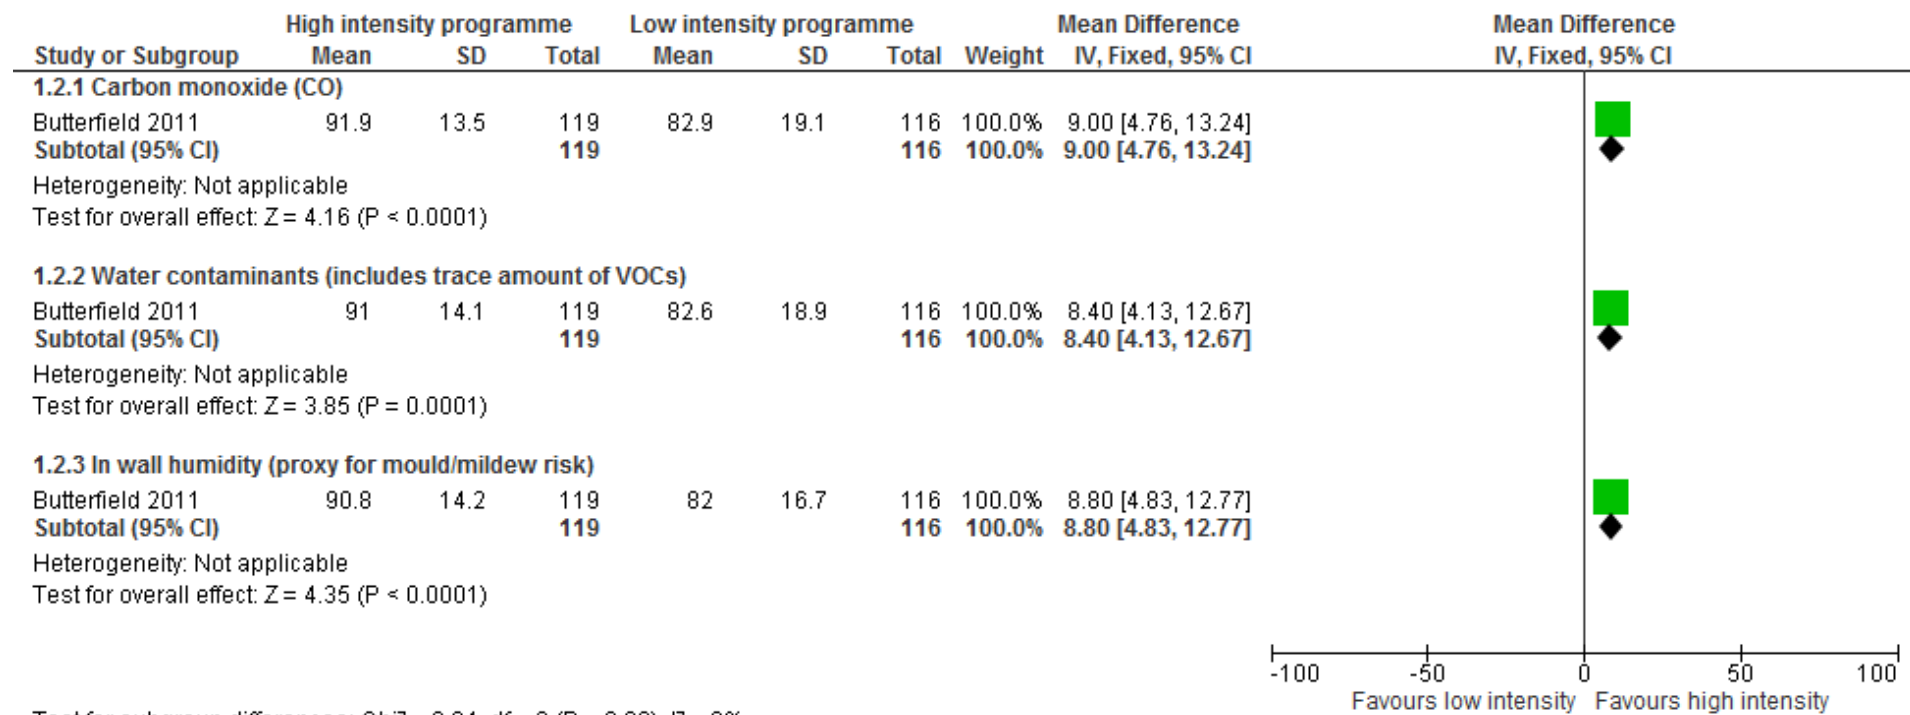 High intensity programme Low intensity programme Mean Difference Mean Difference
Study or Subgroup Mean SD Total Mean SD Total Weight IV, Fixed, 95% CI IV, Fixed, 95% CI
1.2.1 Carbon monoxide (CO)
Butterfield 2011 91.9 13.5 119 82.9 19.1 116 100.0% 9.00 [4.76, 13.24]
Subtotal (95% CI) 119 116 100.0% 9.00 [4.76, 13.24]
Heterogeneity: Not applicable
Test for overall effect: Z = 4.16 (P < 0.0001)
1.2.2 Water contaminants (includes trace amount of VOCs)
Butterfield 2011 91 14.1 119 82.6 18.9 116 100.0% 8.40 [4.13, 12.67]
Subtotal (95% CI) 119 116 100.0% 8.40 [4.13, 12.67]
Heterogeneity: Not applicable
Test for overall effect: Z = 3.85 (P = 0.0001)
1.2.3 In wall humidity (proxy for mould/mildew risk)
Butterfield 2011 90.8 14.2 119 82 16.7 116 100.0% 8.80 [4.83, 12.77]
Subtotal (95% CI) 119 116 100.0% 8.80 [4.83, 12.77]
Heterogeneity: Not applicable
Test for overall effect: Z = 4.35 (P < 0.0001)
-100 -50 0 50 100
Favours low intensity Favours high intensity